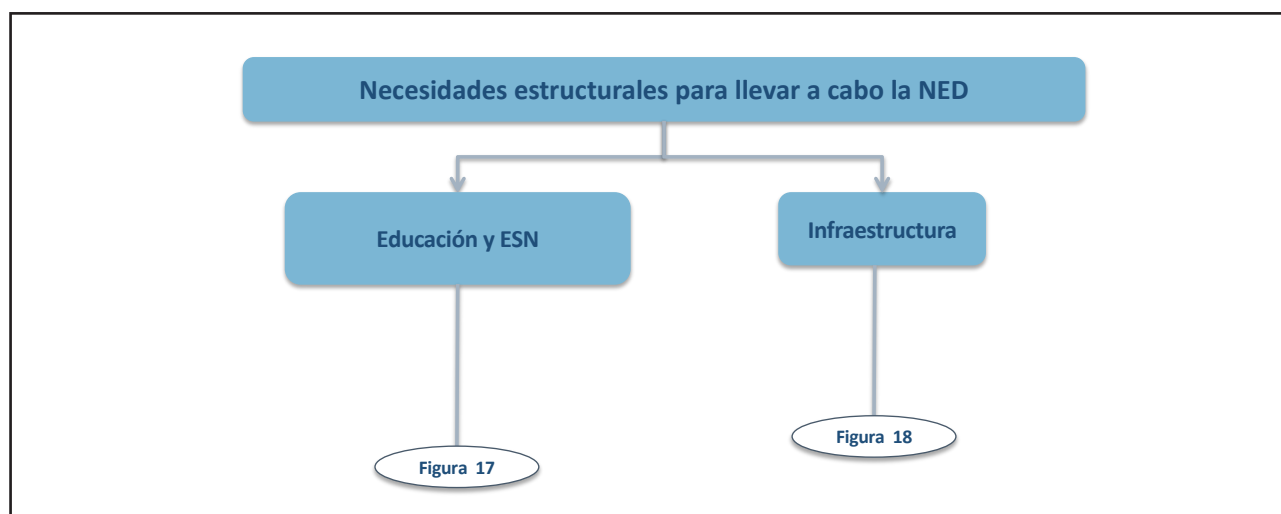 Necesidades estructurales para llevar a cabo la NED
Educación y ESN
Infraestructura
Figura 17
Figura 18